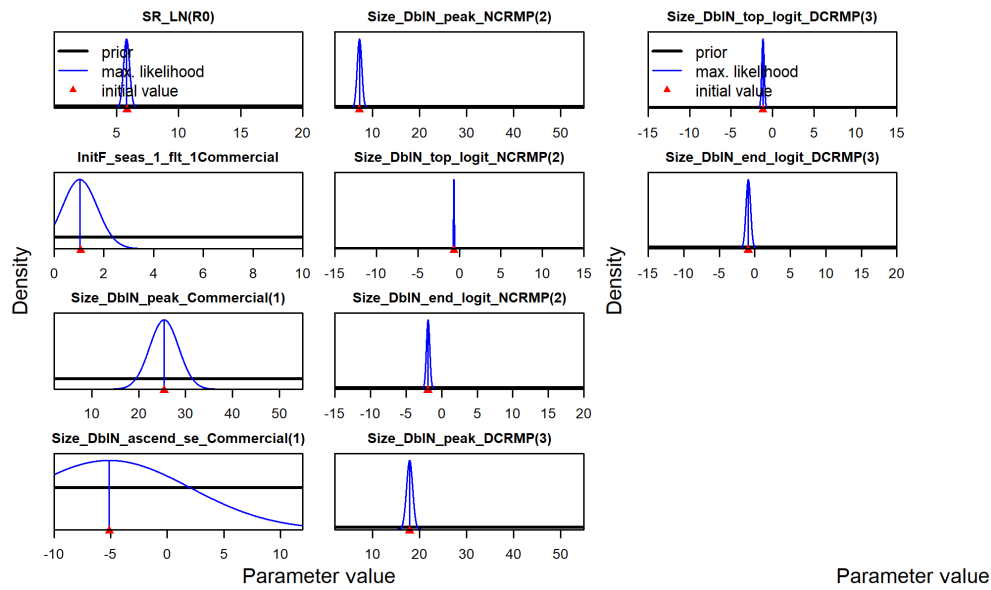 SR_LN(R0)
prior
max. likelihood
initial value
5 10 15 20
InitF_seas_1_flt_1Commercial
0 2 4 6 8 10
Size_DblN_peak_Commercial(1)
10 20 30 40 50
Size_DblN_ascend_se_Commercial(1)
-10 -5 0 5 10
Size_DblN_peak_NCRMP(2)
10 20 30 40 50
Size_DblN_top_logit_NCRMP(2)
-15 -10 -5 0 5 10 15
Size_DblN_end_logit_NCRMP(2)
-15 -10 -5 0 5 10 15 20
Size_DblN_peak_DCRMP(3)
10 20 30 40 50
Density
Parameter value
Size_DblN_top_logit_DCRMP(3)
prior
max. likelihood
initial value
-15 -10 -5 0 5 10 15
Size_DblN_end_logit_DCRMP(3)
-15 -10 -5 0 5 10 15 20
Density
Parameter value